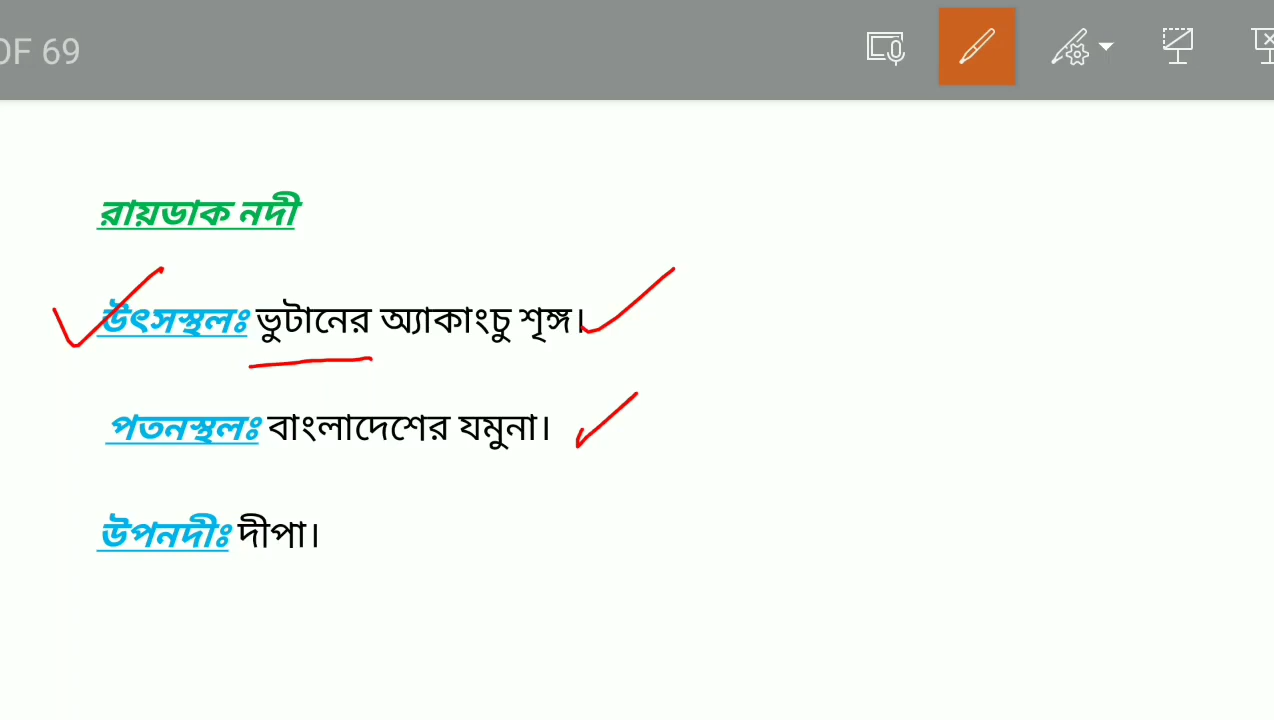 OF 69
রায়ডাক নদী
উৎসস্থলঃ ভুটানের অ্যাকাংচু শৃঙ্গ।
পতনস্থলঃ বাংলাদেশের যমুনা।
উপনদীঃ দীপা।